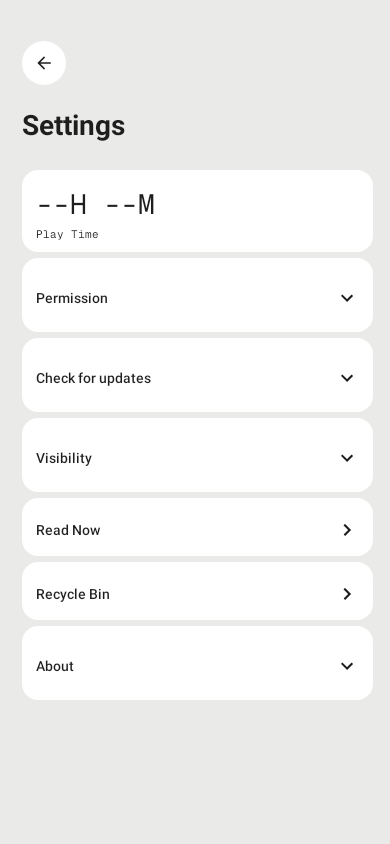 Settings
--H --M
Play Time
Permission
Check for updates
Visibility
Read Now
Recycle Bin
About